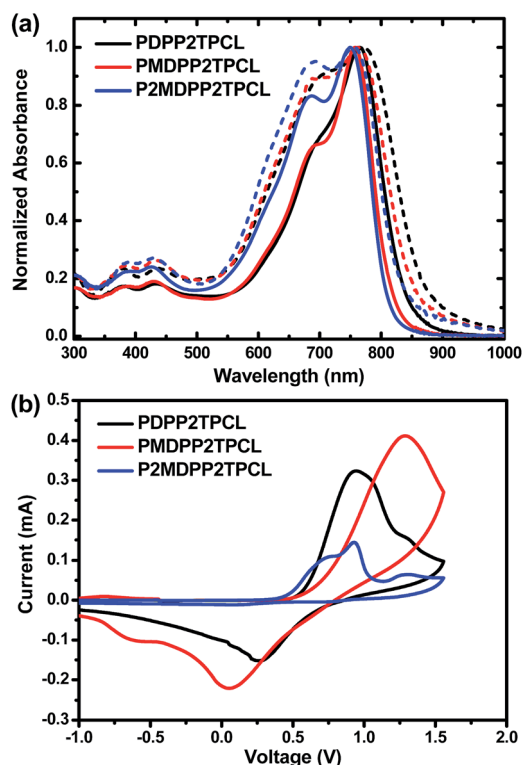 (a)
PDPP2TPCL
PMDPP2TPCL
P2MDPP2TPCL
Normalized Absorbance
1.0
0.8
0.6
0.4
0.2
0.0
300 400 500 600 700 800 900 1000
Wavelength (nm)
(b)
PDPP2TPCL
PMDPP2TPCL
P2MDPP2TPCL
Current (mA)
0.5
0.4
0.3
0.2
0.1
0.0
-0.1
-0.2
-0.3
-1.0 -0.5 0.0 0.5 1.0 1.5 2.0
Voltage (V)